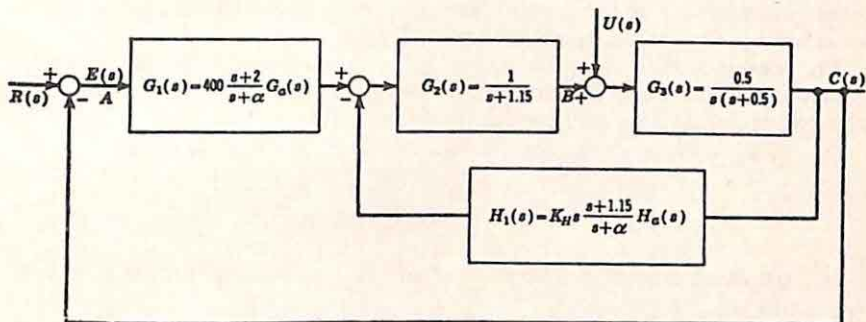 U(s)
+ E(s)
R(s) - A
G₁(s)=400 (s+2)/(s+α) Gₐ(s)
+
-
G₂(s)= 1/(s+1.15)
+
B+
G₃(s)= 0.5/(s(s+0.5))
C(s)
H₁(s)=K_H s (s+1.15)/(s+α) Hₐ(s)